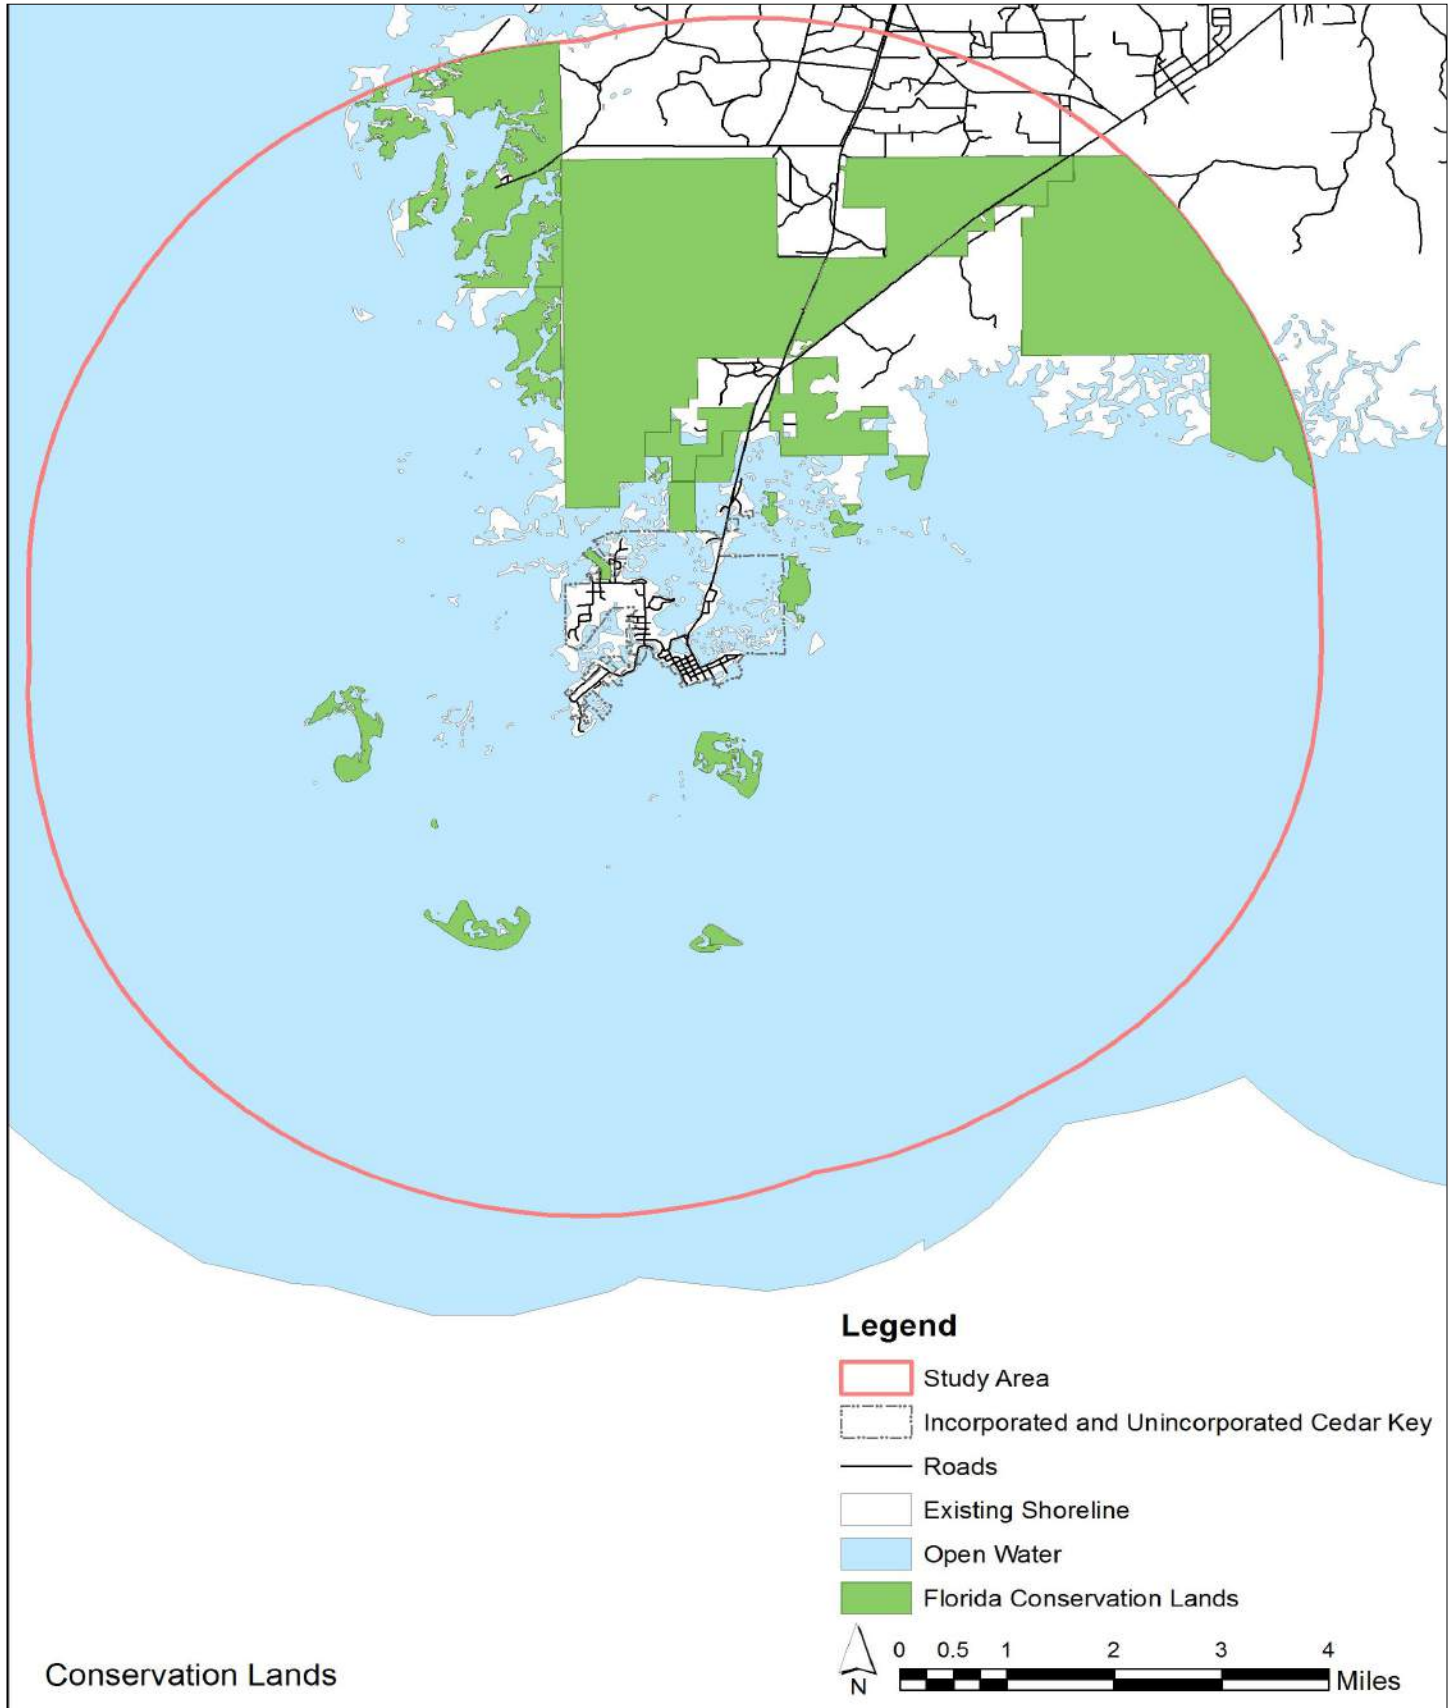 Legend
Study Area
Incorporated and Unincorporated Cedar Key
Roads
Existing Shoreline
Open Water
Florida Conservation Lands
0 0.5 1 2 3 4
Miles
N
Conservation Lands